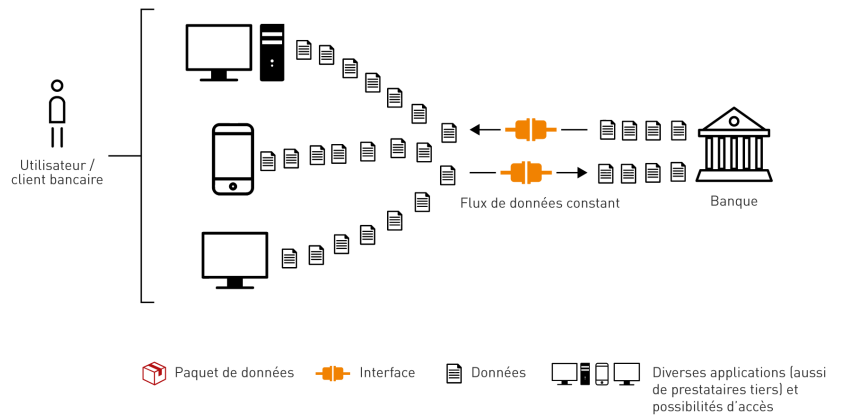 Utilisateur /
client bancaire
Flux de données constant
Banque
Paquet de données
Interface
Données
Diverses applications (aussi
de prestataires tiers) et
possibilités d'accès